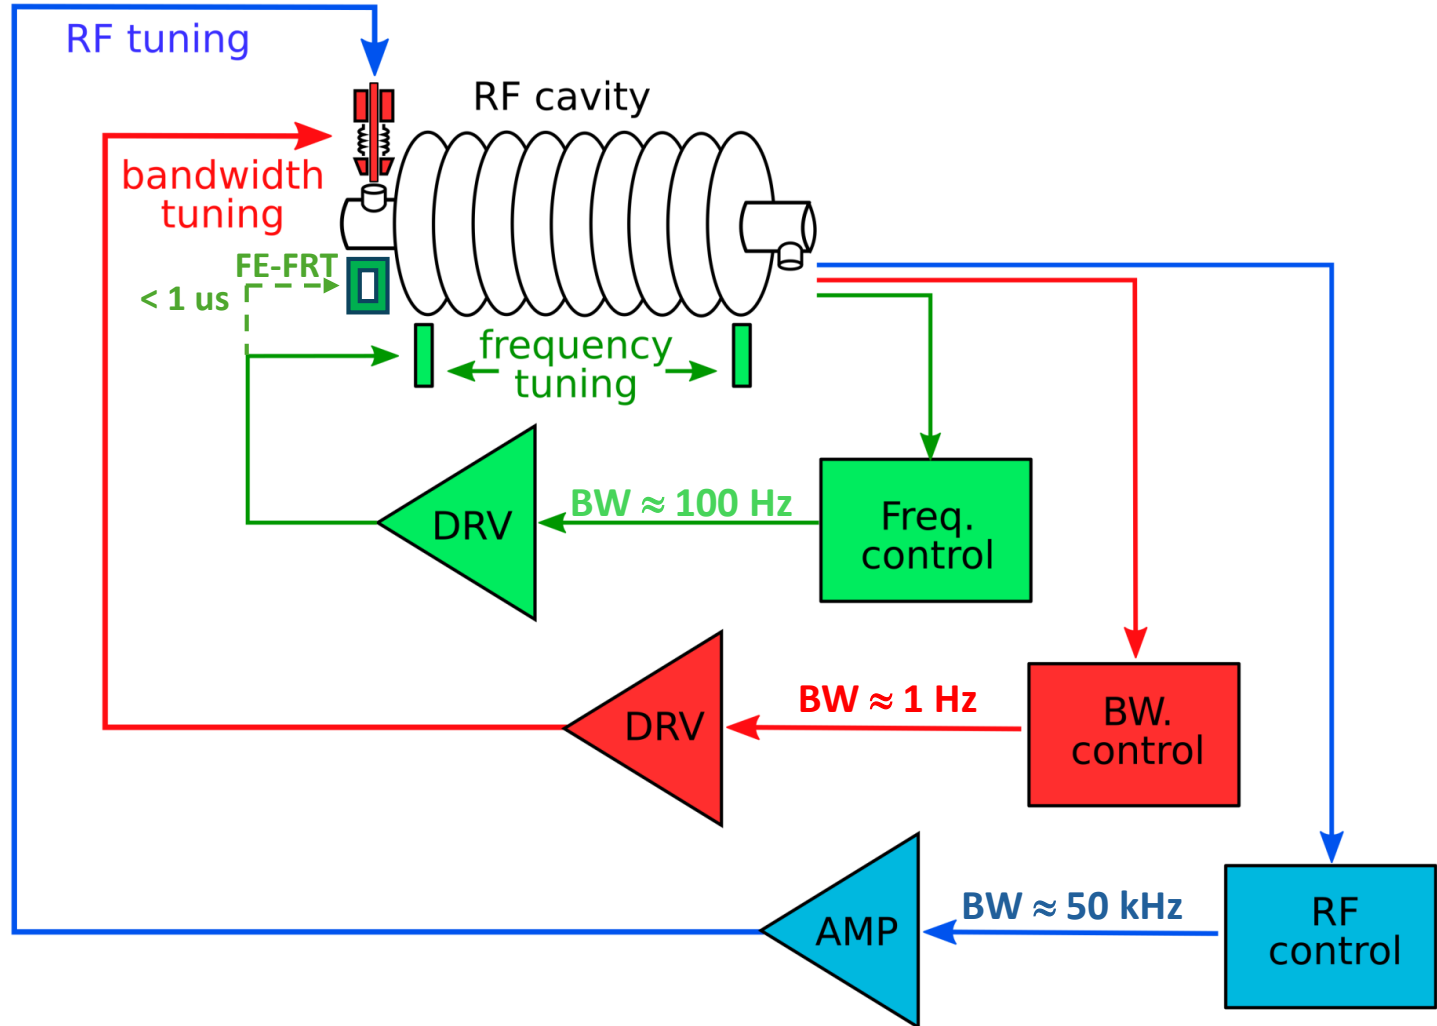 RF tuning
RF cavity
bandwidth
tuning
FE-FRT
< 1 us
frequency
tuning
DRV
BW ≈ 100 Hz
Freq.
control
DRV
BW ≈ 1 Hz
BW.
control
AMP
BW ≈ 50 kHz
RF
control